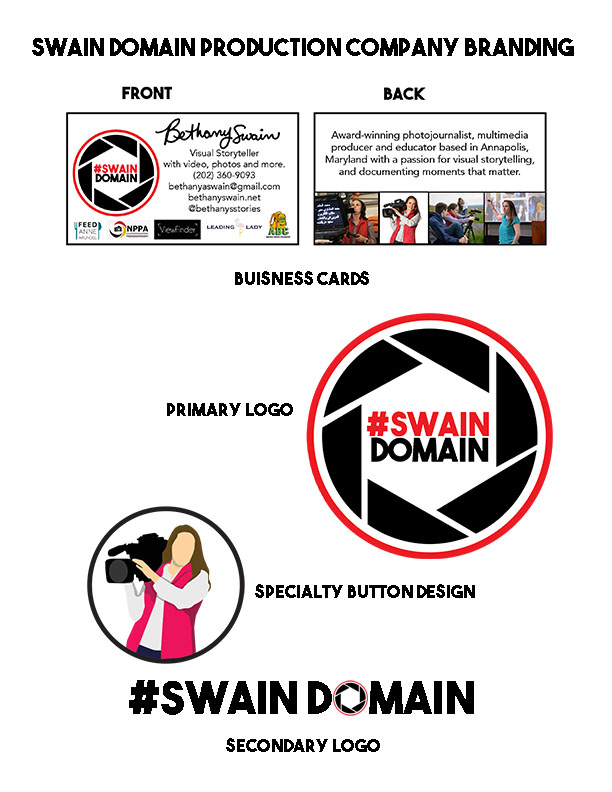 SWAIN DOMAIN PRODUCTION COMPANY BRANDING
FRONT
BACK
#SWAIN
DOMAIN
Bethany Swain
Visual Storyteller
with video, photos and more.
(202) 360-9093
bethanyaswain@gmail.com
bethanyswain.net
@bethanysstories
FEED
ANNE
ARUNDEL
NPPA
Viewfinder
LEADING LADY
ABC
Award-winning photojournalist, multimedia
producer and educator based in Annapolis,
Maryland with a passion for visual storytelling,
and documenting moments that matter.
BUISNESS CARDS
PRIMARY LOGO
#SWAIN
DOMAIN
SPECIALTY BUTTON DESIGN
#SWAIN DOMAIN
SECONDARY LOGO